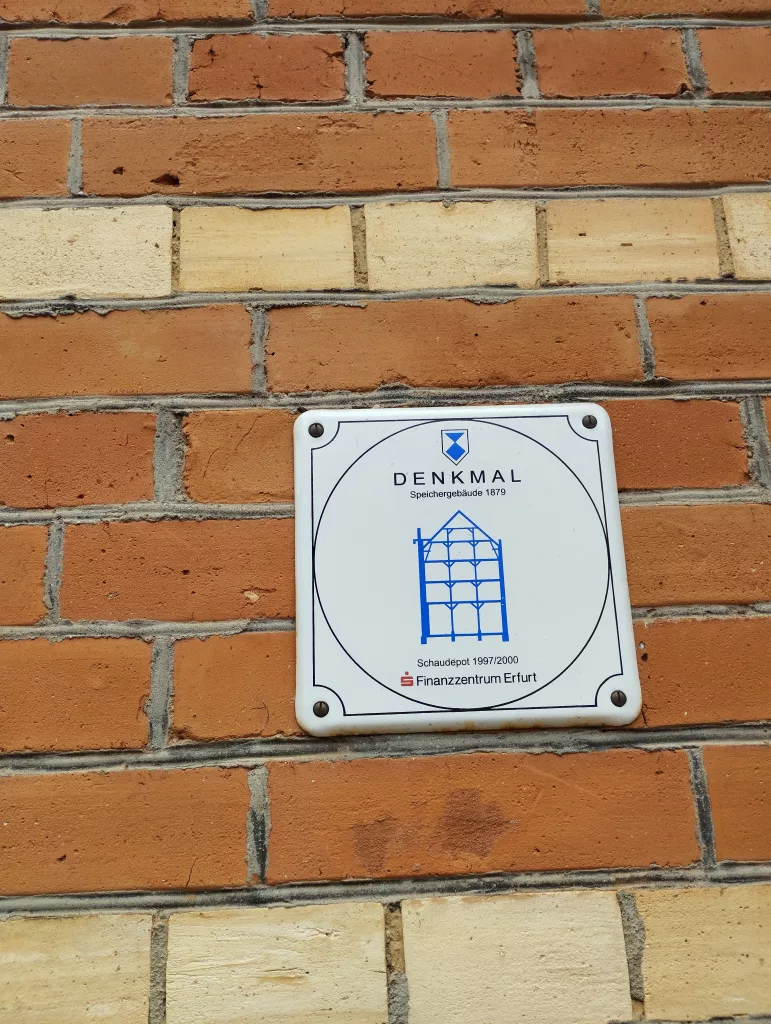 DENKMAL
Speichergebäude 1879
Schaudepot 1997/2000
Finanzzentrum Erfurt